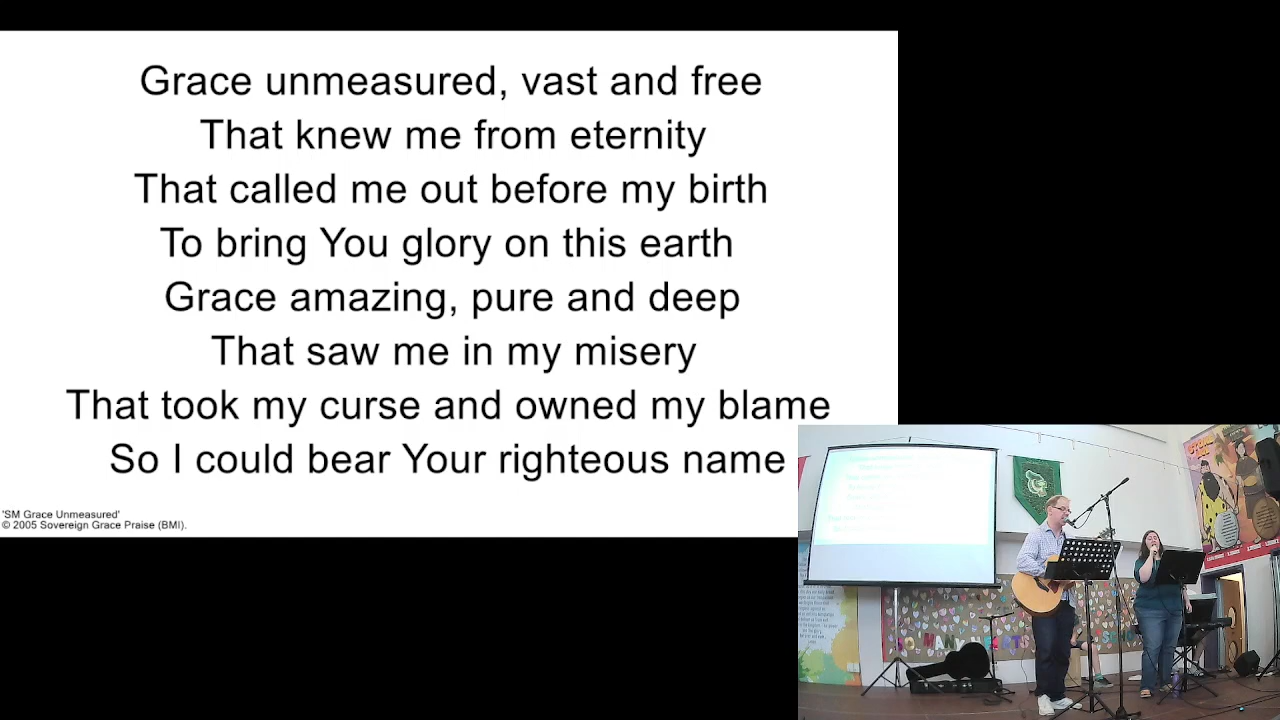 Grace unmeasured, vast and free
That knew me from eternity
That called me out before my birth
To bring You glory on this earth
Grace amazing, pure and deep
That saw me in my misery
That took my curse and owned my blame
So I could bear Your righteous name
'SM Grace Unmeasured'
© 2005 Sovereign Grace Praise (BMI).